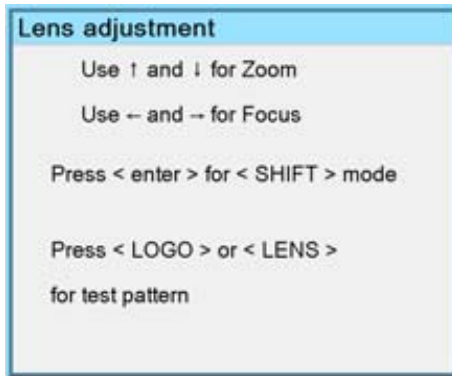 Lens adjustment
Use ↑ and ↓ for Zoom
Use ← and → for Focus
Press < enter > for < SHIFT > mode
Press < LOGO > or < LENS >
for test pattern